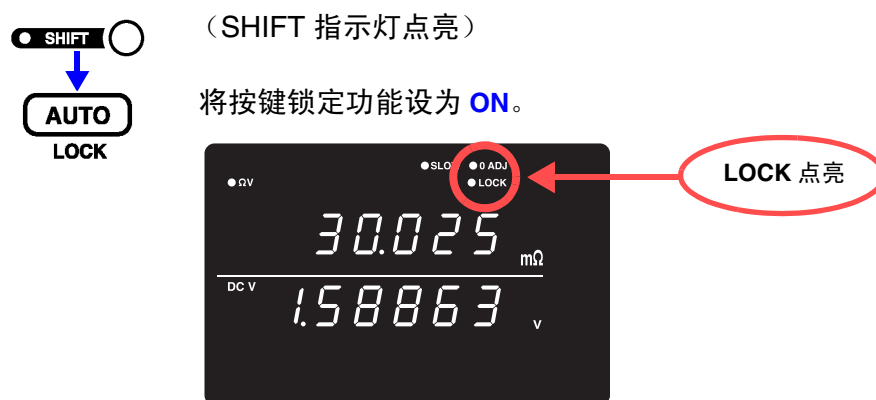 SHIFT
（SHIFT 指示灯点亮）
AUTO
LOCK
将按键锁定功能设为 ON。
0 ADJ
ΩV
LOCK
LOCK 点亮
30.025
mΩ
DC V
1.58863
V